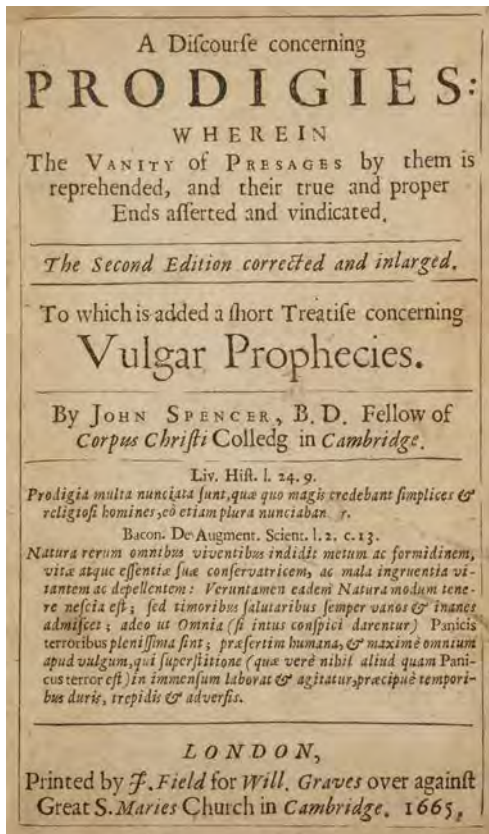 A Diſcourſe concerning
PRODIGIES:
WHEREIN
The VANITY of PRESAGES by them is
reprehended, and their true and proper
Ends aſſerted and vindicated.
The Second Edition corrected and inlarged.
To which is added a ſhort Treatiſe concerning
Vulgar Prophecies.
By JOHN SPENCER, B. D. Fellow of
Corpus Chriſti Colledg in Cambridge.
Liv. Hiſt. l. 24. 9.
Prodigia multa nunciata ſunt, quæ quo magis credebant ſimplices &
religioſi homines, eò etiam plura nunciaban r.
Bacon. De Augment. Scient. l. 2. c. 13.
Natura rerum omnibus viventibus indidit metum ac formidinem,
vitæ atque eſſentiæ ſuæ conſervatricem, ac mala ingruentia vi-
tantem ac depellentem: Veruntamen eadem Natura modum tene-
re neſcia eſt; ſed timoribus ſalutaribus ſemper vanos & inanes
admiſcet; adeo ut Omnia (ſi intus conſpici darentur) Panicis
terroribus pleniſſima ſint; præſertim humana, & maximè omnium
apud vulgum, qui ſuperſtitione (quæ verè nihil aliud quam Pani-
cus terror eſt) in immenſum laborat & agitatur, præcipuè tempori-
bus duris, trepidis & adverſis.
LONDON,
Printed by J. Field for Will. Graves over againſt
Great S. Maries Church in Cambridge. 1665.